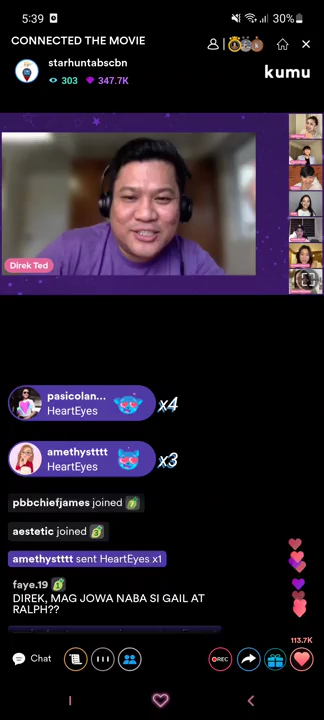 5:39
30%
CONNECTED THE MOVIE
starhuntabscbn
303 347.7K
kumu
Direk Ted
pasicolan...
HeartEyes
x4
amethystttt
HeartEyes
x3
pbbchiefjames joined
aestetic joined
amethystttt sent HeartEyes x1
faye.19
DIREK, MAG JOWA NABA SI GAIL AT
RALPH??
113.7K
Chat
REC